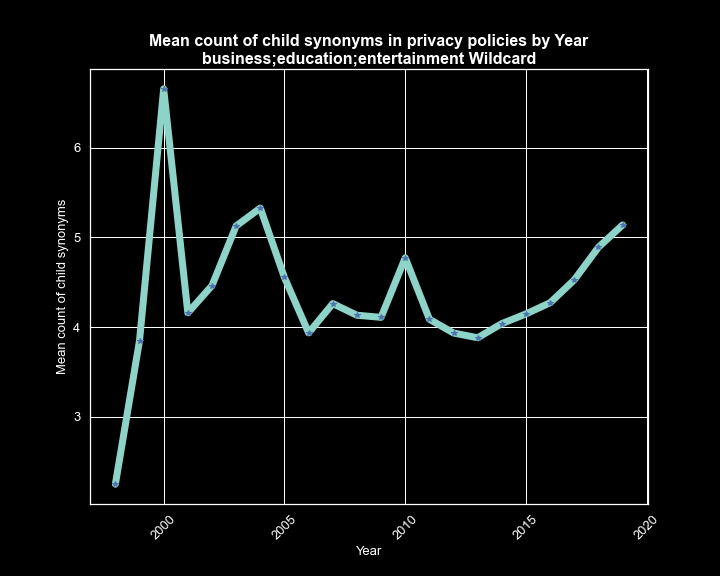 Mean count of child synonyms in privacy policies by Year
business;education;entertainment Wildcard
6
5
4
3
Mean count of child synonyms
2000
2005
2010
2015
2020
Year